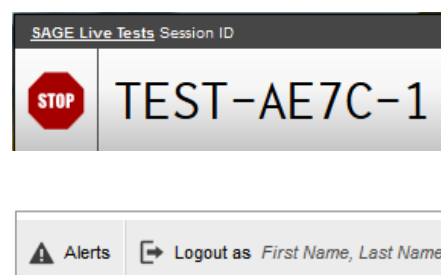 SAGE Live Tests Session ID
STOP TEST-AE7C-1
Alerts Logout as First Name, Last Name